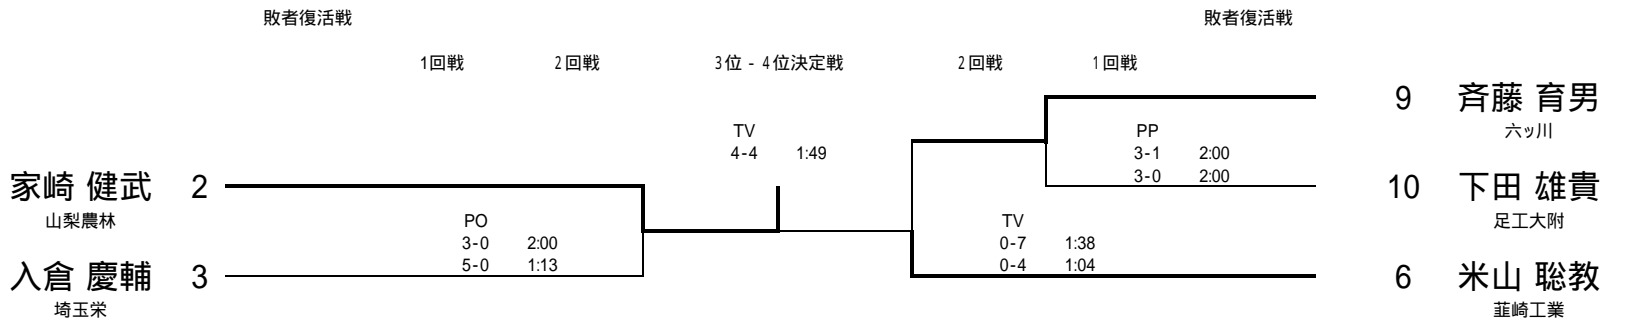 敗者復活戦 敗者復活戦
1回戦 2回戦 3位 - 4位決定戦 2回戦 1回戦
9 斉藤 育男
六ッ川
TV PP
4-4 1:49 3-1 2:00
3-0 2:00
家崎 健武 2 10 下田 雄貴
山梨農林 PO TV 足工大附
3-0 2:00 0-7 1:38
5-0 1:13 0-4 1:04
入倉 慶輔 3 6 米山 聡教
埼玉栄 韮崎工業